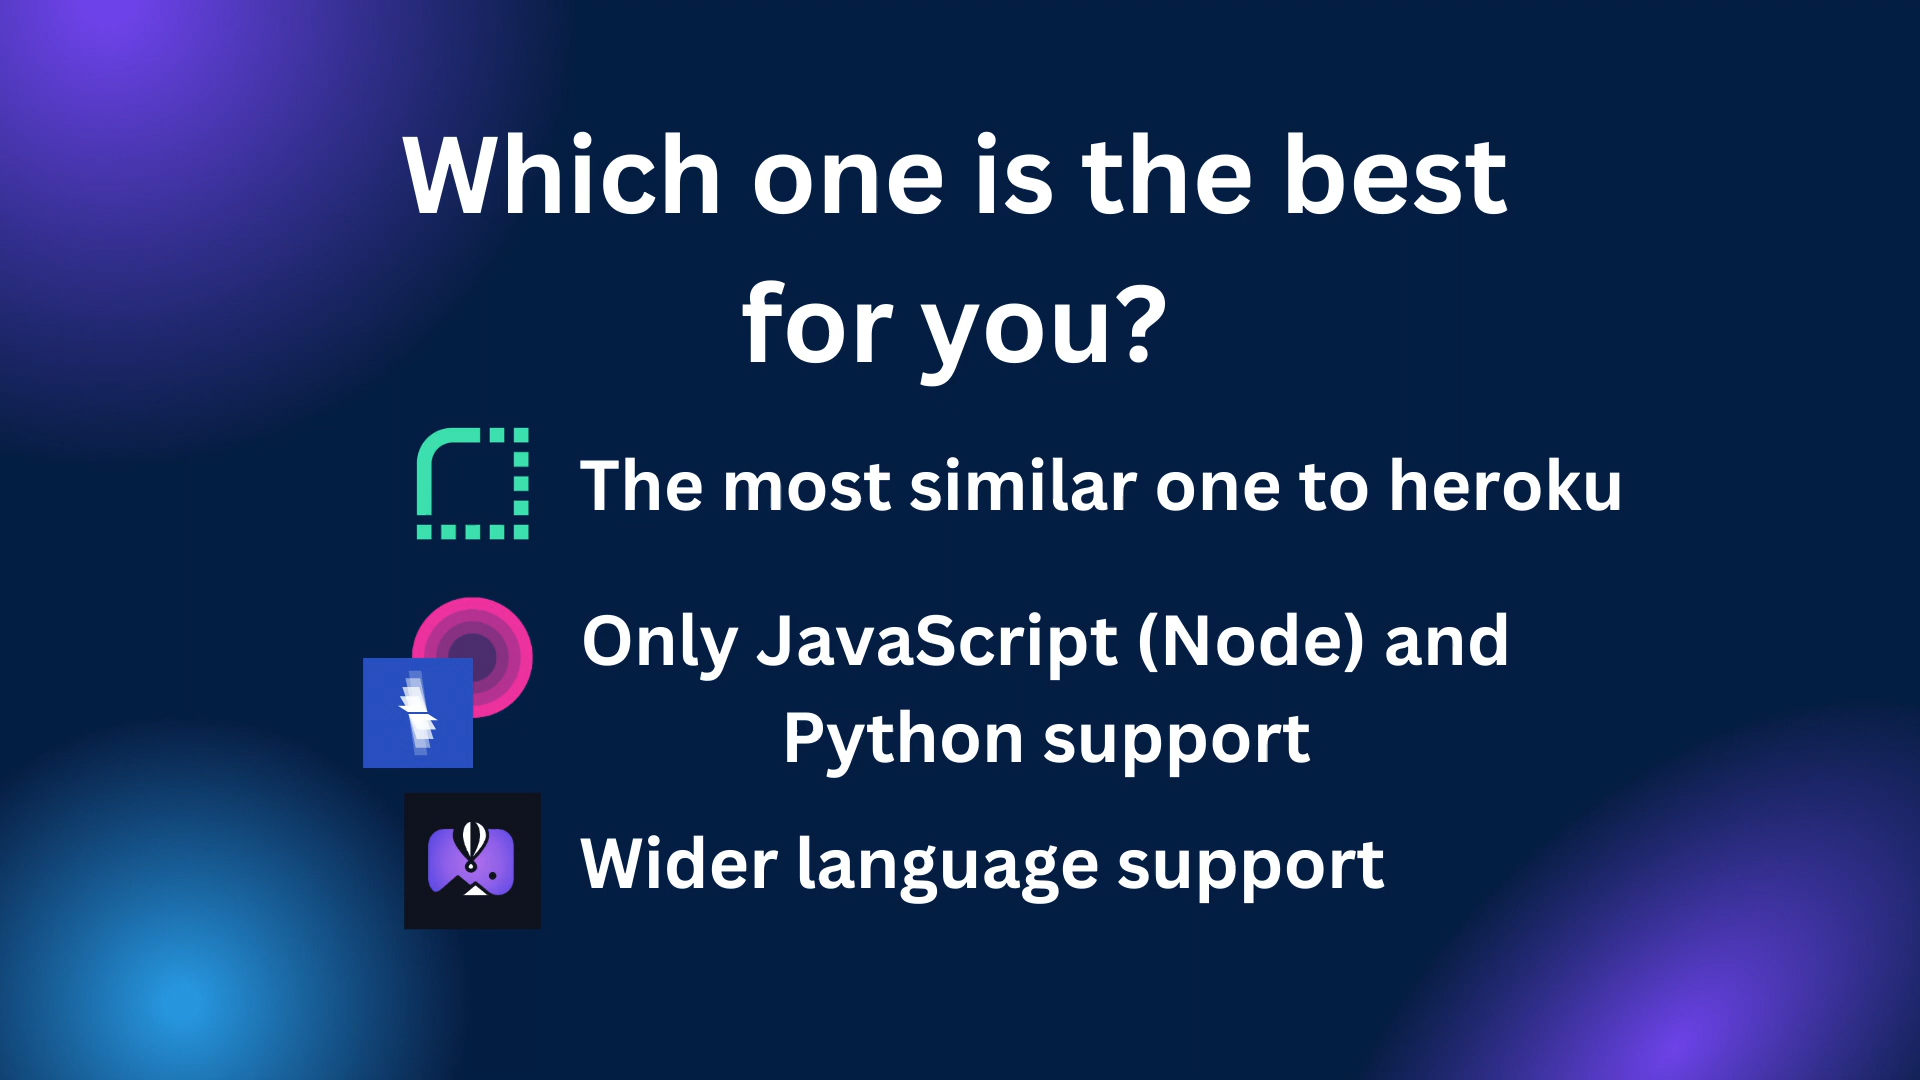 Which one is the best
for you?
The most similar one to heroku
Only JavaScript (Node) and
Python support
Wider language support